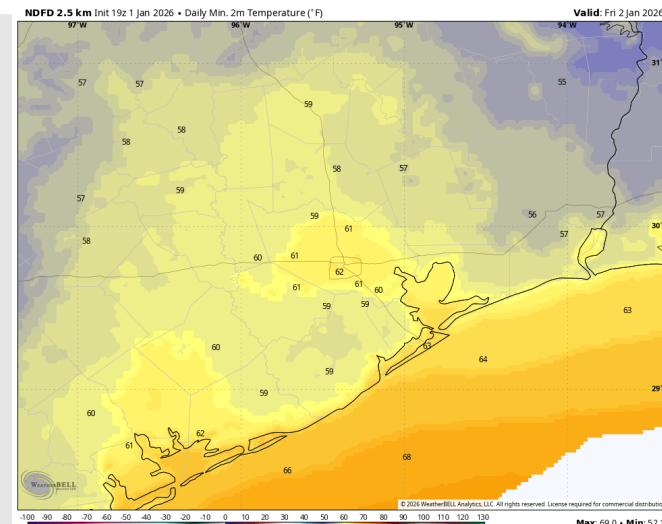 NDFD 2.5 km Init 19z 1 Jan 2026 • Daily Min. 2m Temperature (°F)
Valid: Fri 2 Jan 2026
97°W 96°W 95°W 94°W
31°
57 57 55
59
58
58
58 57
59
57
59 56 57
30°
61 57
58
60 61
62
61 61 60
59 59
63
60 63
64
59
29°
59
60
62
61
68
66
WEATHERBELL
© 2026 WeatherBELL Analytics, LLC. All rights reserved. License required for commercial distributio
-100 -90 -80 -70 -60 -50 -40 -30 -20 -10 0 10 20 30 40 50 60 70 80 90 100 110 120 130
Max: 69.0 • Min: 52.